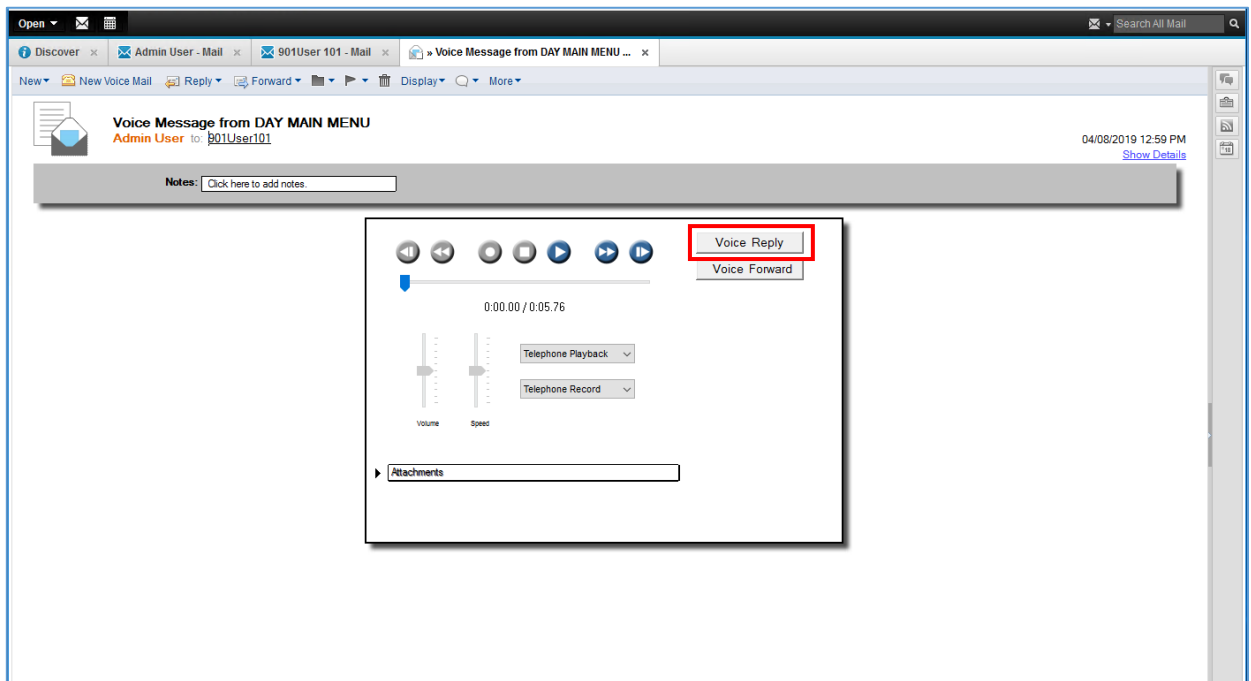 Open
Search All Mail
Discover
Admin User - Mail
901User 101 - Mail
» Voice Message from DAY MAIN MENU ...
New
New Voice Mail
Reply
Forward
Display
More
Voice Message from DAY MAIN MENU
Admin User to: 901User101
04/08/2019 12:59 PM
Show Details
Notes: Click here to add notes.
Voice Reply
Voice Forward
0:00.00 / 0:05.76
Telephone Playback
Telephone Record
Volume
Speed
Attachments